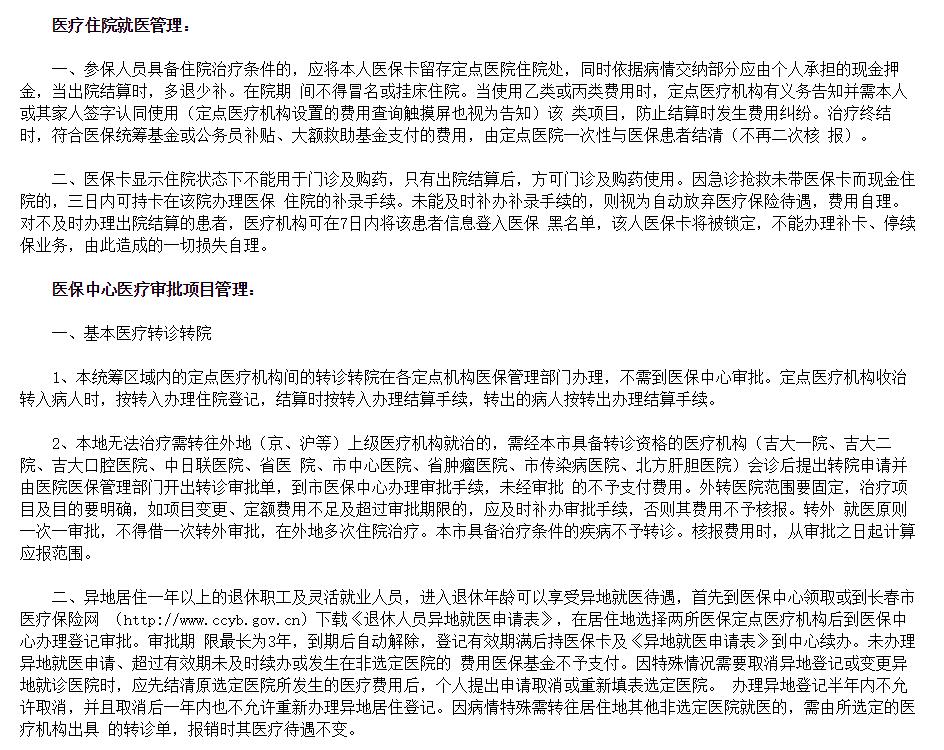 医疗住院就医管理：
一、参保人员具备住院治疗条件的，应将本人医保卡留存定点医院住院处，同时依据病情交纳部分应由个人承担的现金押
金，当出院结算时，多退少补。在院期 间不得冒名或挂床住院。当使用乙类或丙类费用时，定点医疗机构有义务告知并需本人
或其家人签字认同使用（定点医疗机构设置的费用查询触摸屏也视为告知）该 类项目，防止结算时发生费用纠纷。治疗终结
时，符合医保统筹基金或公务员补贴、大额救助基金支付的费用，由定点医院一次性与医保患者结清（不再二次核 报）。
二、医保卡显示住院状态下不能用于门诊及购药，只有出院结算后，方可门诊及购药使用。因急诊抢救未带医保卡而现金住
院的，三日内可持卡在该院办理医保 住院的补录手续。未能及时补办补录手续的，则视为自动放弃医疗保险待遇，费用自理。
对不及时办理出院结算的患者，医疗机构可在7日内将该患者信息登入医保 黑名单，该人医保卡将被锁定，不能办理补卡、停续
保业务，由此造成的一切损失自理。
医保中心医疗审批项目管理：
一、基本医疗转诊转院
1、本统筹区域内的定点医疗机构间的转诊转院在各定点机构医保管理部门办理，不需到医保中心审批。定点医疗机构收治
转入病人时，按转入办理住院登记，结算时按转入办理结算手续，转出的病人按转出办理结算手续。
2、本地无法治疗需转往外地（京、沪等）上级医疗机构就治的，需经本市具备转诊资格的医疗机构（吉大一院、吉大二
院、吉大口腔医院、中日联医院、省医 院、市中心医院、省肿瘤医院、市传染病医院、北方肝胆医院）会诊后提出转院申请并
由医院医保管理部门开出转诊审批单，到市医保中心办理审批手续，未经审批 的不予支付费用。外转医院范围要固定，治疗项
目及目的要明确，如项目变更、定额费用不足及超过审批期限的，应及时补办审批手续，否则其费用不予核报。转外 就医原则
一次一审批，不得借一次转外审批，在外地多次住院治疗。本市具备治疗条件的疾病不予转诊。核报费用时，从审批之日起计算
应报范围。
二、异地居住一年以上的退休职工及灵活就业人员，进入退休年龄可以享受异地就医待遇，首先到医保中心领取或到长春市
医疗保险网 （http://www.ccyb.gov.cn）下载《退休人员异地就医申请表》，在居住地选择两所医保定点医疗机构后到医保中
心办理登记审批。审批期 限最长为3年，到期后自动解除，登记有效期满后持医保卡及《异地就医申请表》到中心续办。未办理
异地就医申请、超过有效期未及时续办或发生在非选定医院的 费用医保基金不予支付。因特殊情况需要取消异地登记或变更异
地就诊医院时，应先结清原选定医院所发生的医疗费用后，个人提出申请取消或重新填表选定医院。 办理异地登记半年内不允
许取消，并且取消后一年内也不允许重新办理异地居住登记。因病情特殊需转往居住地其他非选定医院就医的，需由所选定的医
疗机构出具 的转诊单，报销时其医疗待遇不变。